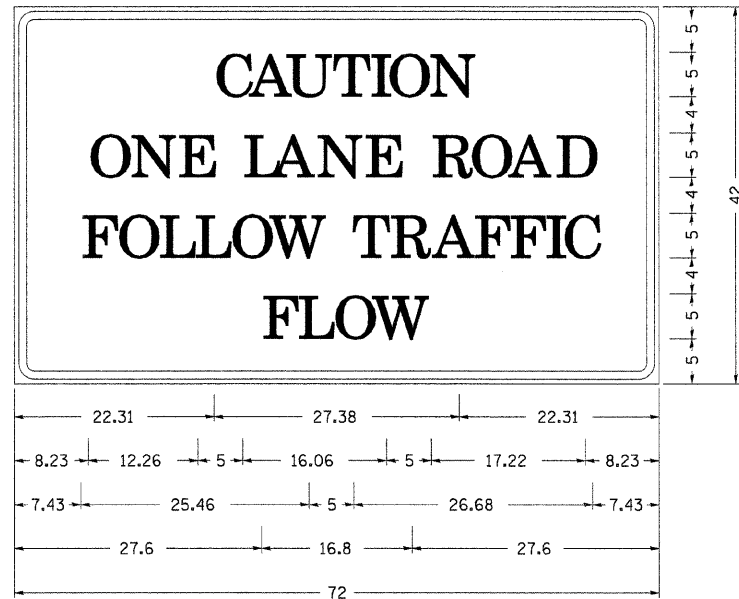 CAUTION
ONE LANE ROAD
FOLLOW TRAFFIC
FLOW
5
5
4
5
4
5
4
5
5
42
22.31 27.38 22.31
8.23 12.26 5 16.06 5 17.22 8.23
7.43 25.46 5 26.68 7.43
27.6 16.8 27.6
72